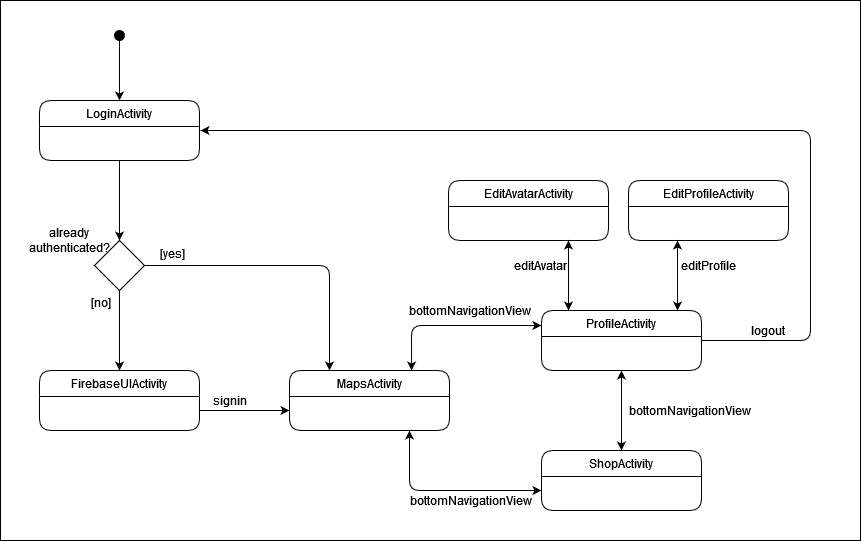 LoginActivity
EditAvatarActivity
EditProfileActivity
already
authenticated?
[yes]
editAvatar
editProfile
[no]
bottomNavigationView
ProfileActivity
logout
FirebaseUIActivity
signin
MapsActivity
bottomNavigationView
ShopActivity
bottomNavigationView